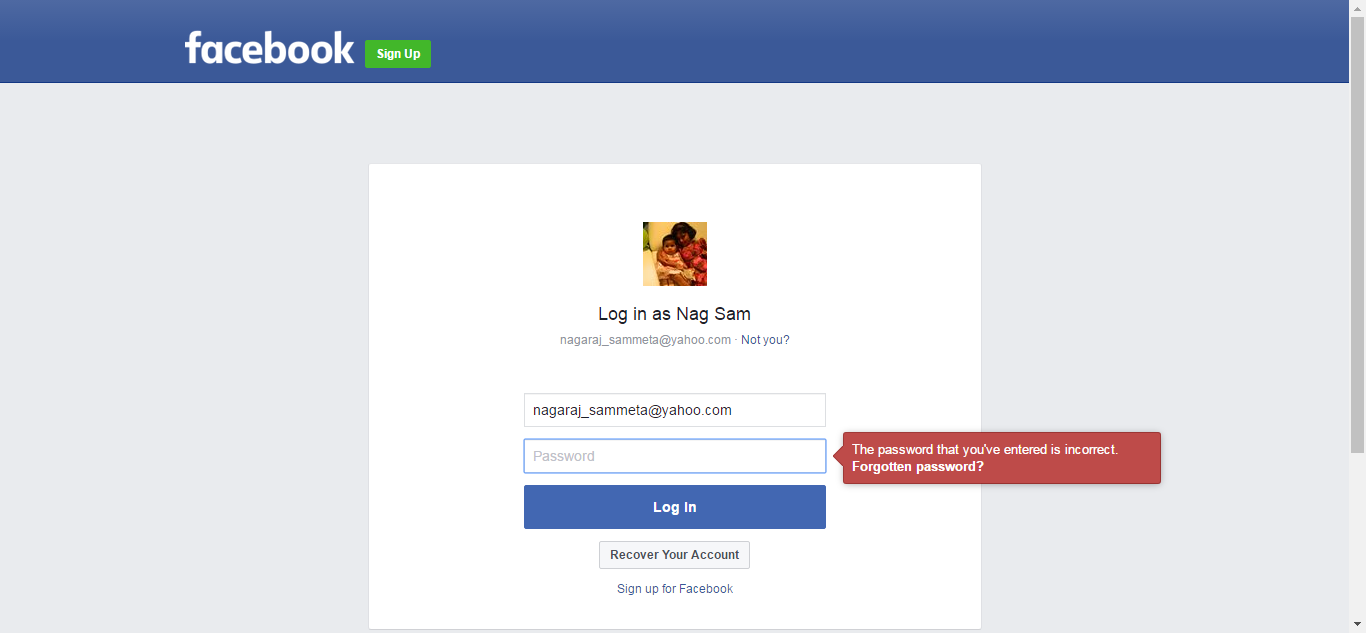 facebook
Sign Up
Log in as Nag Sam
nagaraj_sammeta@yahoo.com · Not you?
nagaraj_sammeta@yahoo.com
Password
The password that you've entered is incorrect.
Forgotten password?
Log In
Recover Your Account
Sign up for Facebook